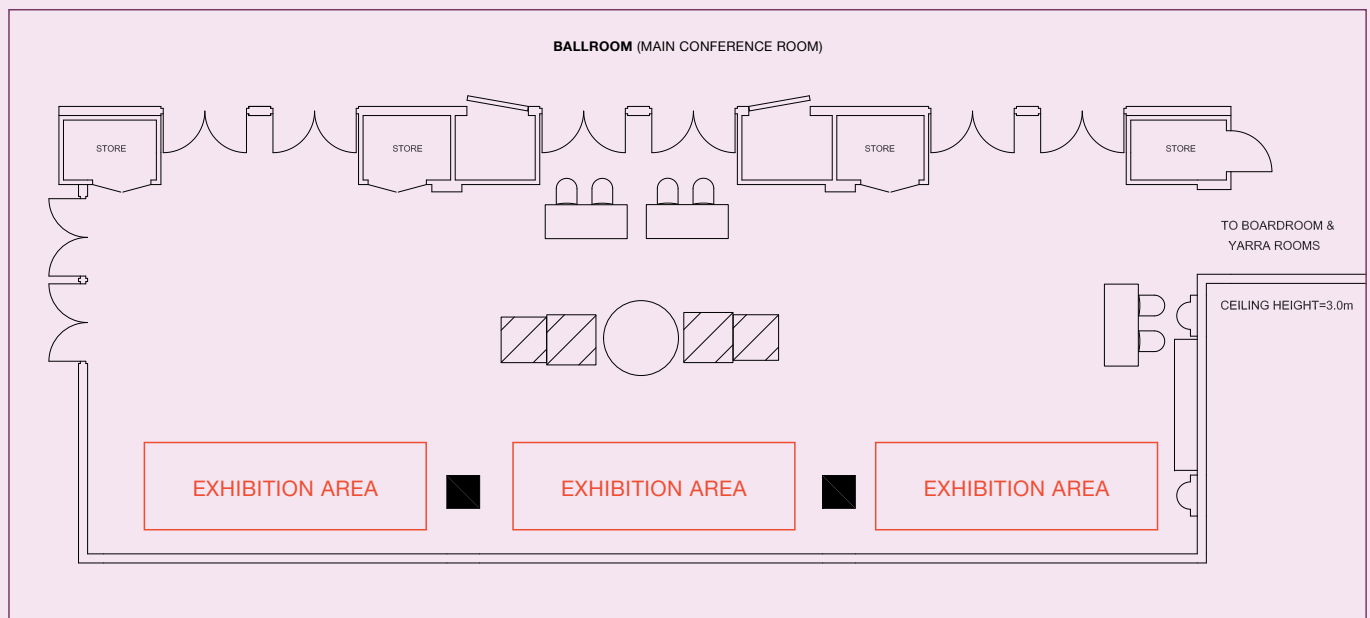 BALLROOM (MAIN CONFERENCE ROOM)
STORE
STORE
STORE
STORE
TO BOARDROOM &
YARRA ROOMS
CEILING HEIGHT=3.0m
EXHIBITION AREA
EXHIBITION AREA
EXHIBITION AREA